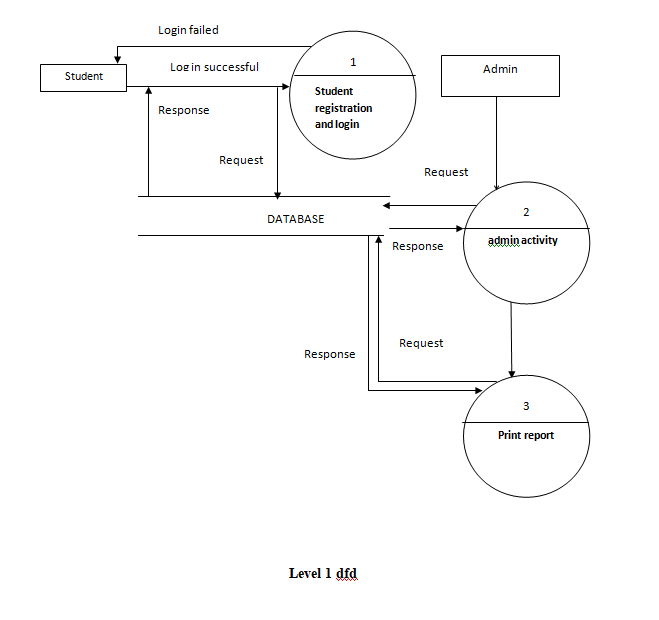 Login failed
1
Log in successful
Student
Admin
Student
registration
and login
Response
Request
Request
2
DATABASE
admin activity
Response
Request
Response
3
Print report
Level 1 dfd